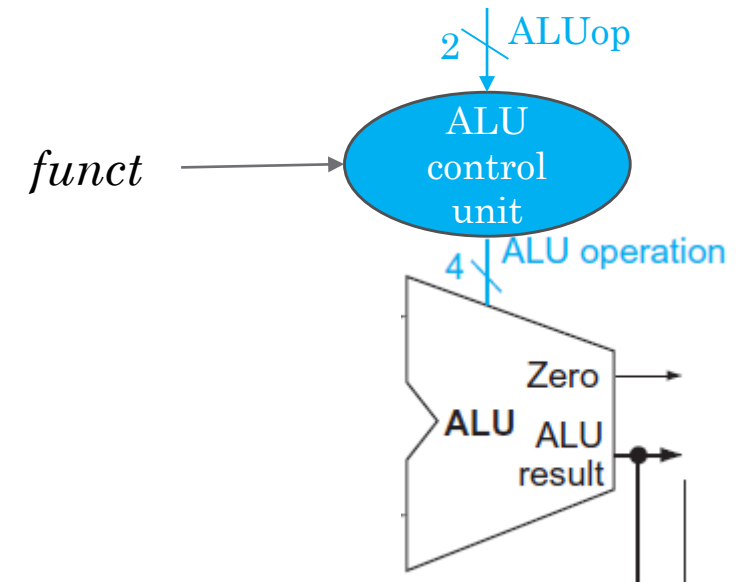 2 ALUop
ALU
control
unit
funct
4 ALU operation
Zero
ALU
ALU
result